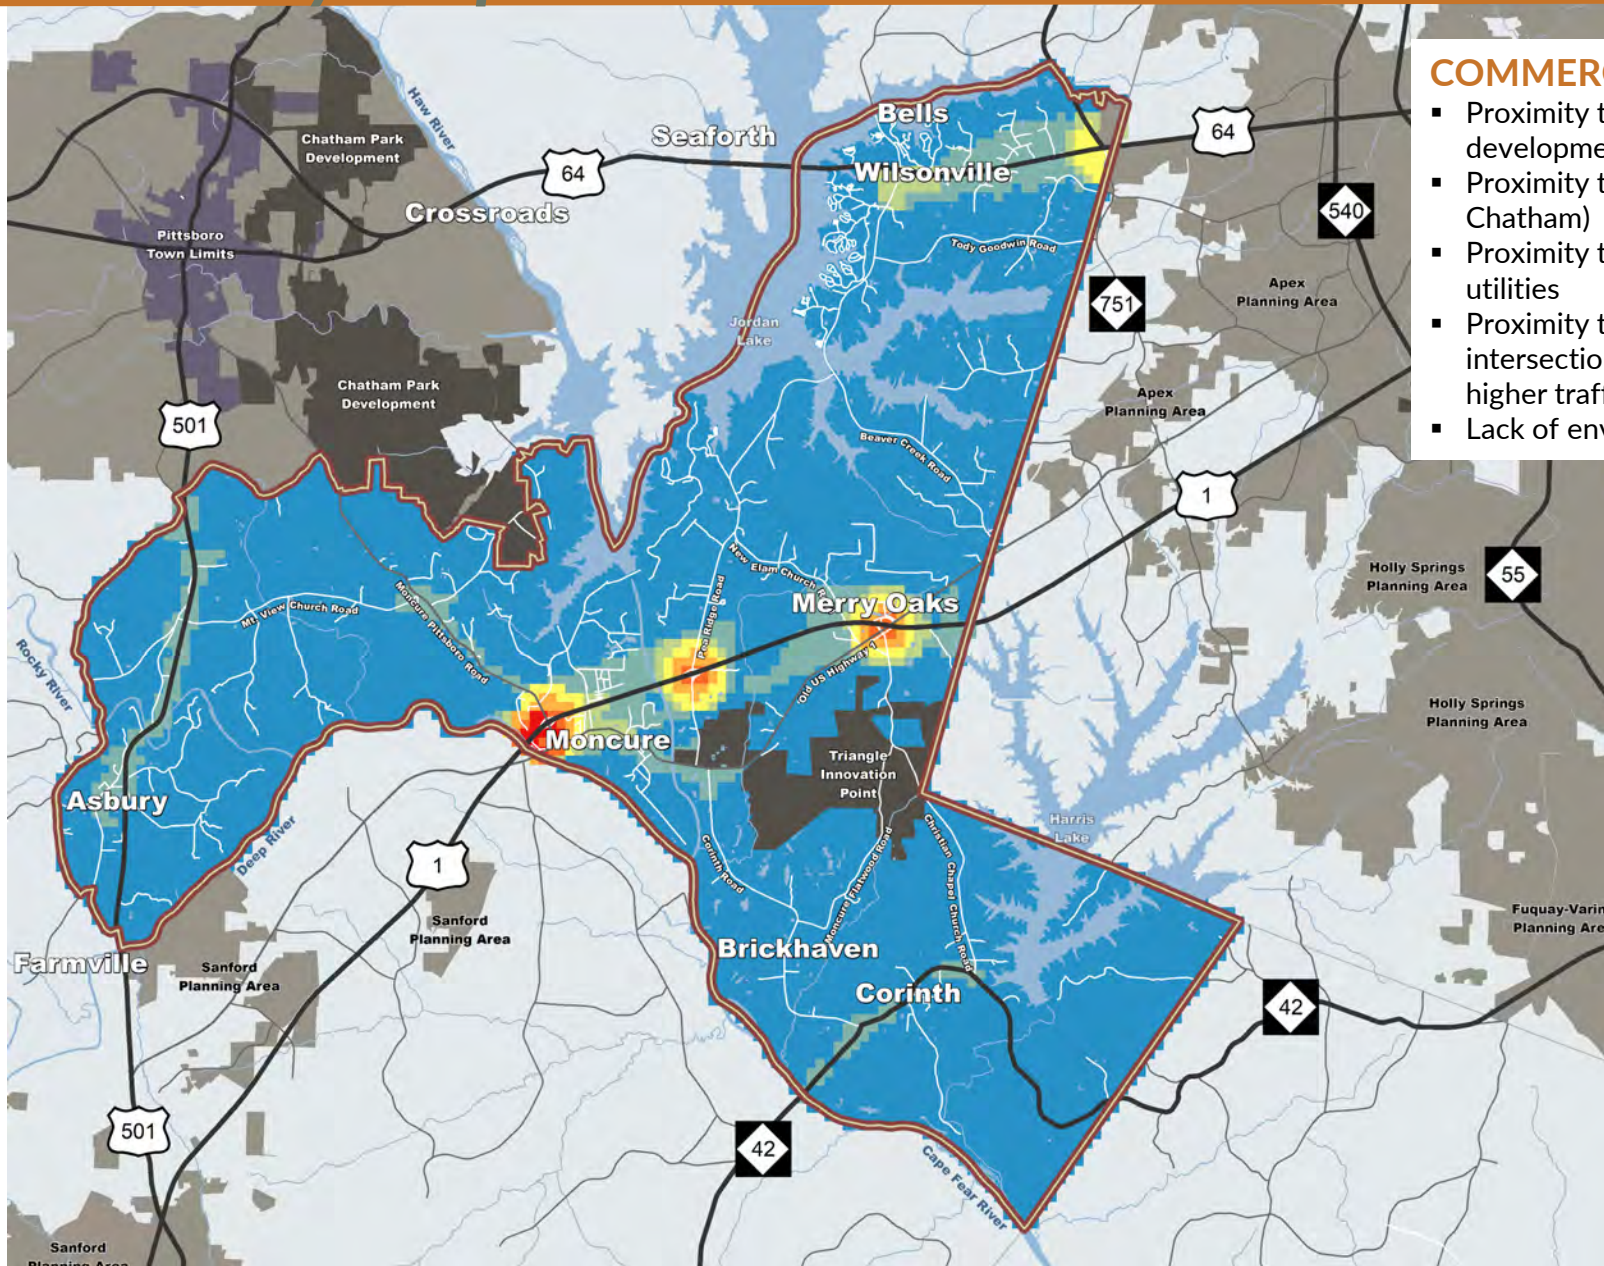 COMMERC
▪ Proximity t
developme
▪ Proximity t
Chatham)
▪ Proximity t
utilities
▪ Proximity t
intersection
higher traff
▪ Lack of env
Haw River
Chatham Park
Development
Seaforth
Bells
64
64
Wilsonville
Crossroads
540
Pittsboro
Town Limits
Tody Goodwin Road
Apex
Planning Area
751
Jordan
Lake
Chatham Park
Development
Apex
Planning Area
501
Beaver Creek Road
1
Holly Springs
Planning Area
55
New Elam Church R
Merry Oaks
Mt. View Church Road
Moncure Pittsboro Road
Pea Ridge Road
Old US Highway 1
Rocky River
Holly Springs
Planning Area
Moncure
Triangle
Innovation
Point
Asbury
Harris
Lake
Deep River
1
Corinth Road
Moncure Flatwood Road
Christian Chapel Church Road
Sanford
Planning Area
Fuquay-Varin
Planning Are
Brickhaven
Farmville
Sanford
Planning Area
Corinth
42
501
42
Cape Fear River
Sanford
Planning Area